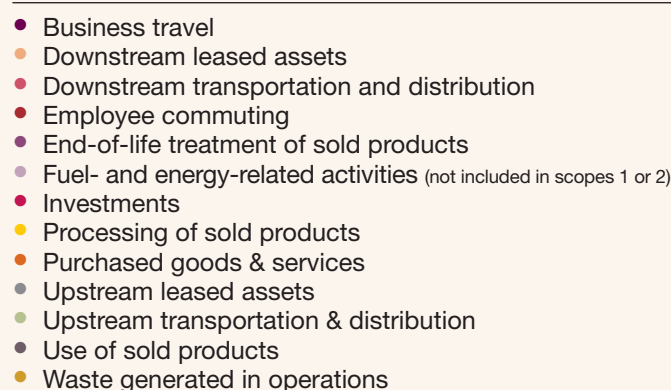 Business travel
Downstream leased assets
Downstream transportation and distribution
Employee commuting
End-of-life treatment of sold products
Fuel- and energy-related activities (not included in scopes 1 or 2)
Investments
Processing of sold products
Purchased goods & services
Upstream leased assets
Upstream transportation & distribution
Use of sold products
Waste generated in operations